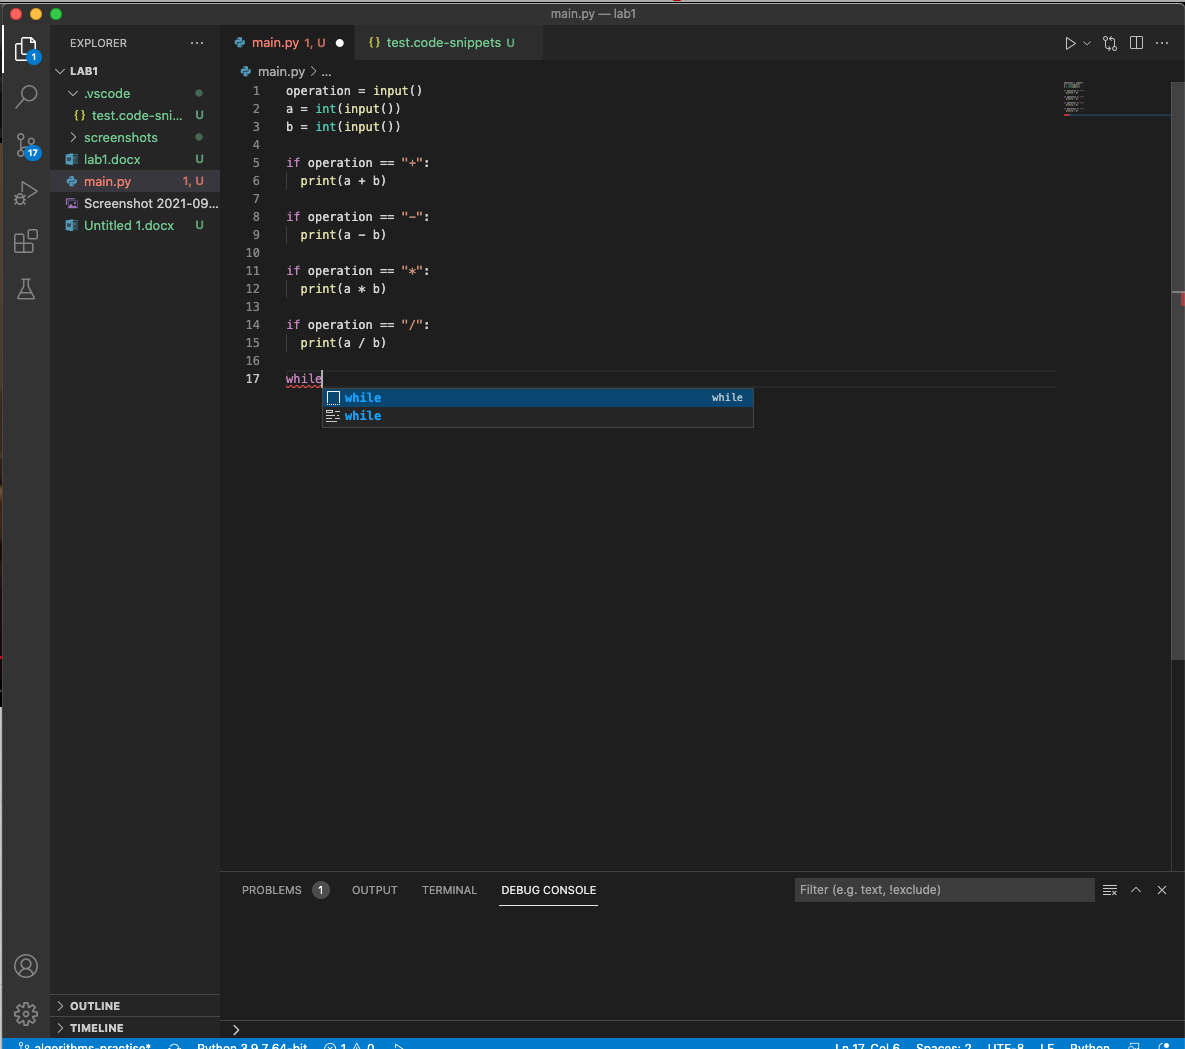 main.py — lab1
EXPLORER
main.py 1, U
{} test.code-snippets U
LAB1
main.py > ...
.vscode
{} test.code-sni... U
screenshots
lab1.docx U
main.py 1, U
Screenshot 2021-09...
Untitled 1.docx U
1
17
1 operation = input()
2 a = int(input())
3 b = int(input())
4
5 if operation == "+":
6 print(a + b)
7
8 if operation == "-":
9 print(a - b)
10
11 if operation == "*":
12 print(a * b)
13
14 if operation == "/":
15 print(a / b)
16
17 while
while while
while
PROBLEMS 1 OUTPUT TERMINAL DEBUG CONSOLE Filter (e.g. text, !exclude)
OUTLINE
TIMELINE
algorithms-practise* Python 3.9.7 64-bit 1 0 Ln 17, Col 6 Spaces: 2 UTF-8 LF Python